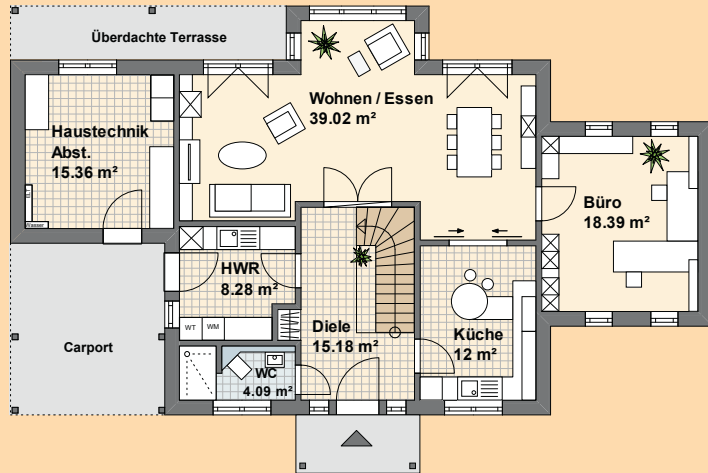 Überdachte Terrasse
Wohnen / Essen
39.02 m²
Haustechnik
Abst.
15.36 m²
Büro
18.39 m²
Wasser
HWR
8.28 m²
WT
WM
Diele
15.18 m²
Küche
12 m²
Carport
WC
4.09 m²